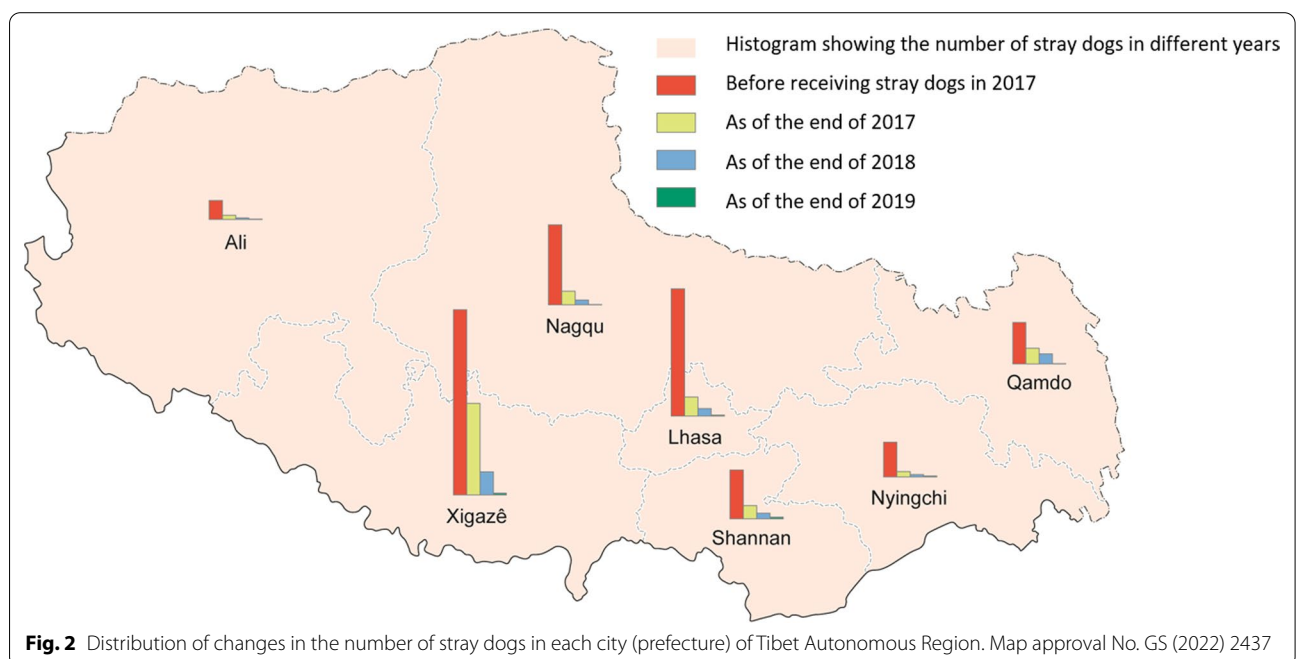 Histogram showing the number of stray dogs in different years
Before receiving stray dogs in 2017
As of the end of 2017
As of the end of 2018
As of the end of 2019
Ali
Nagqu
Qamdo
Lhasa
Nyingchi
Xigazê
Shannan
Fig. 2 Distribution of changes in the number of stray dogs in each city (prefecture) of Tibet Autonomous Region. Map approval No. GS (2022) 2437